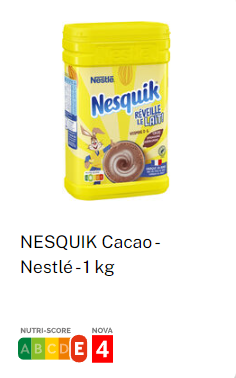 Nestlé
Nesquik
RÉVEILLE
LE LAIT!
NESQUIK Cacao -
Nestlé - 1 kg
NUTRI-SCORE NOVA
A B C D E 4